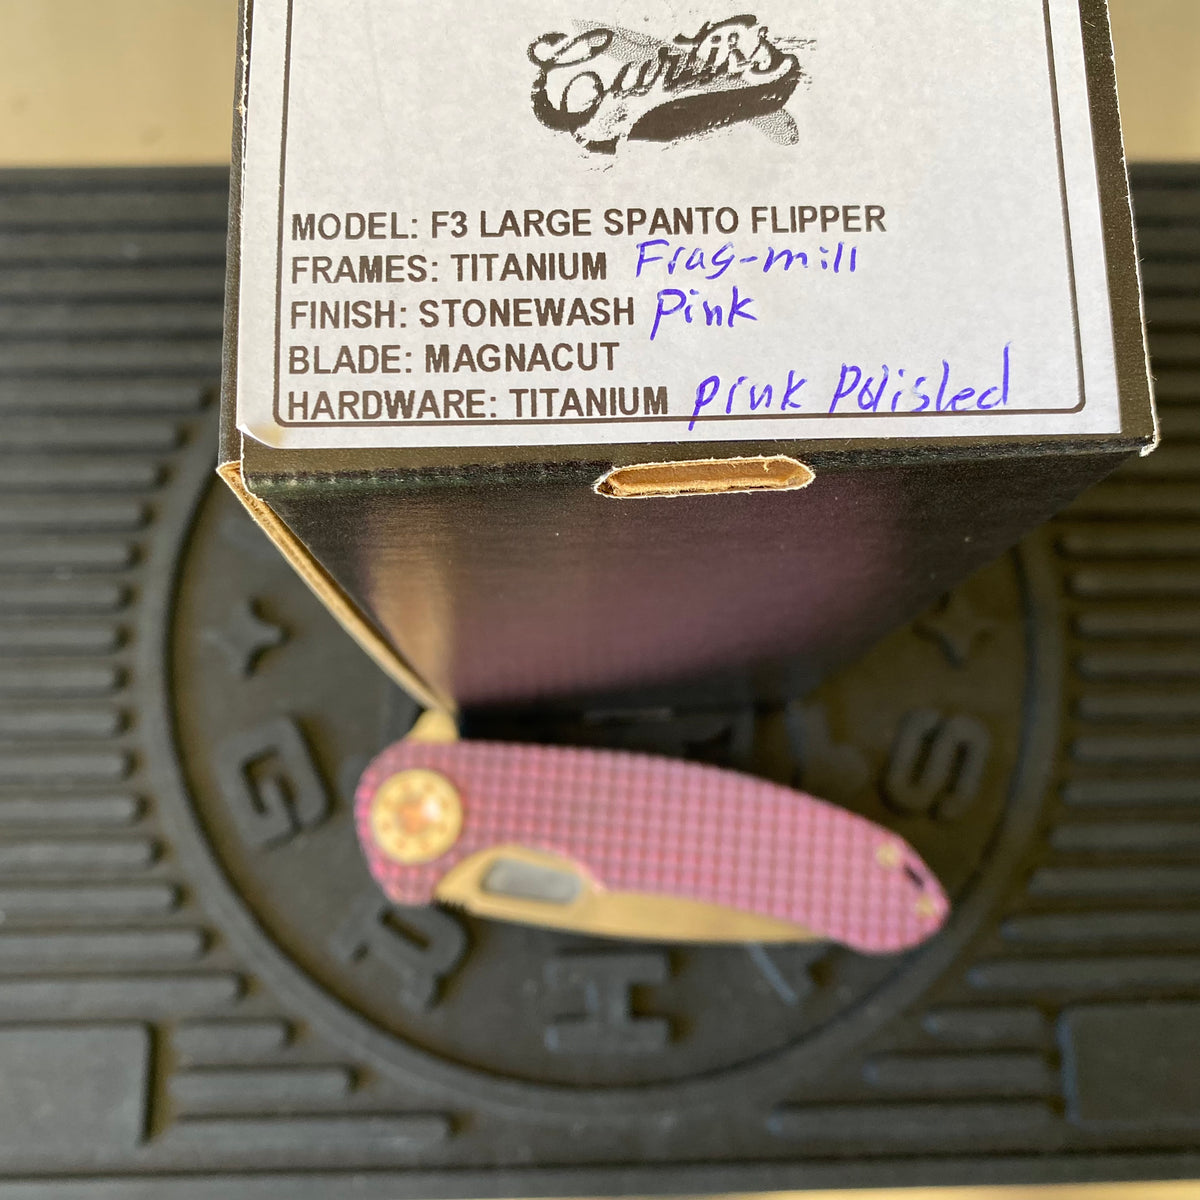 Curtiss
MODEL: F3 LARGE SPANTO FLIPPER
FRAMES: TITANIUM Frag-mill
FINISH: STONEWASH Pink
BLADE: MAGNACUT
HARDWARE: TITANIUM pink Polisled